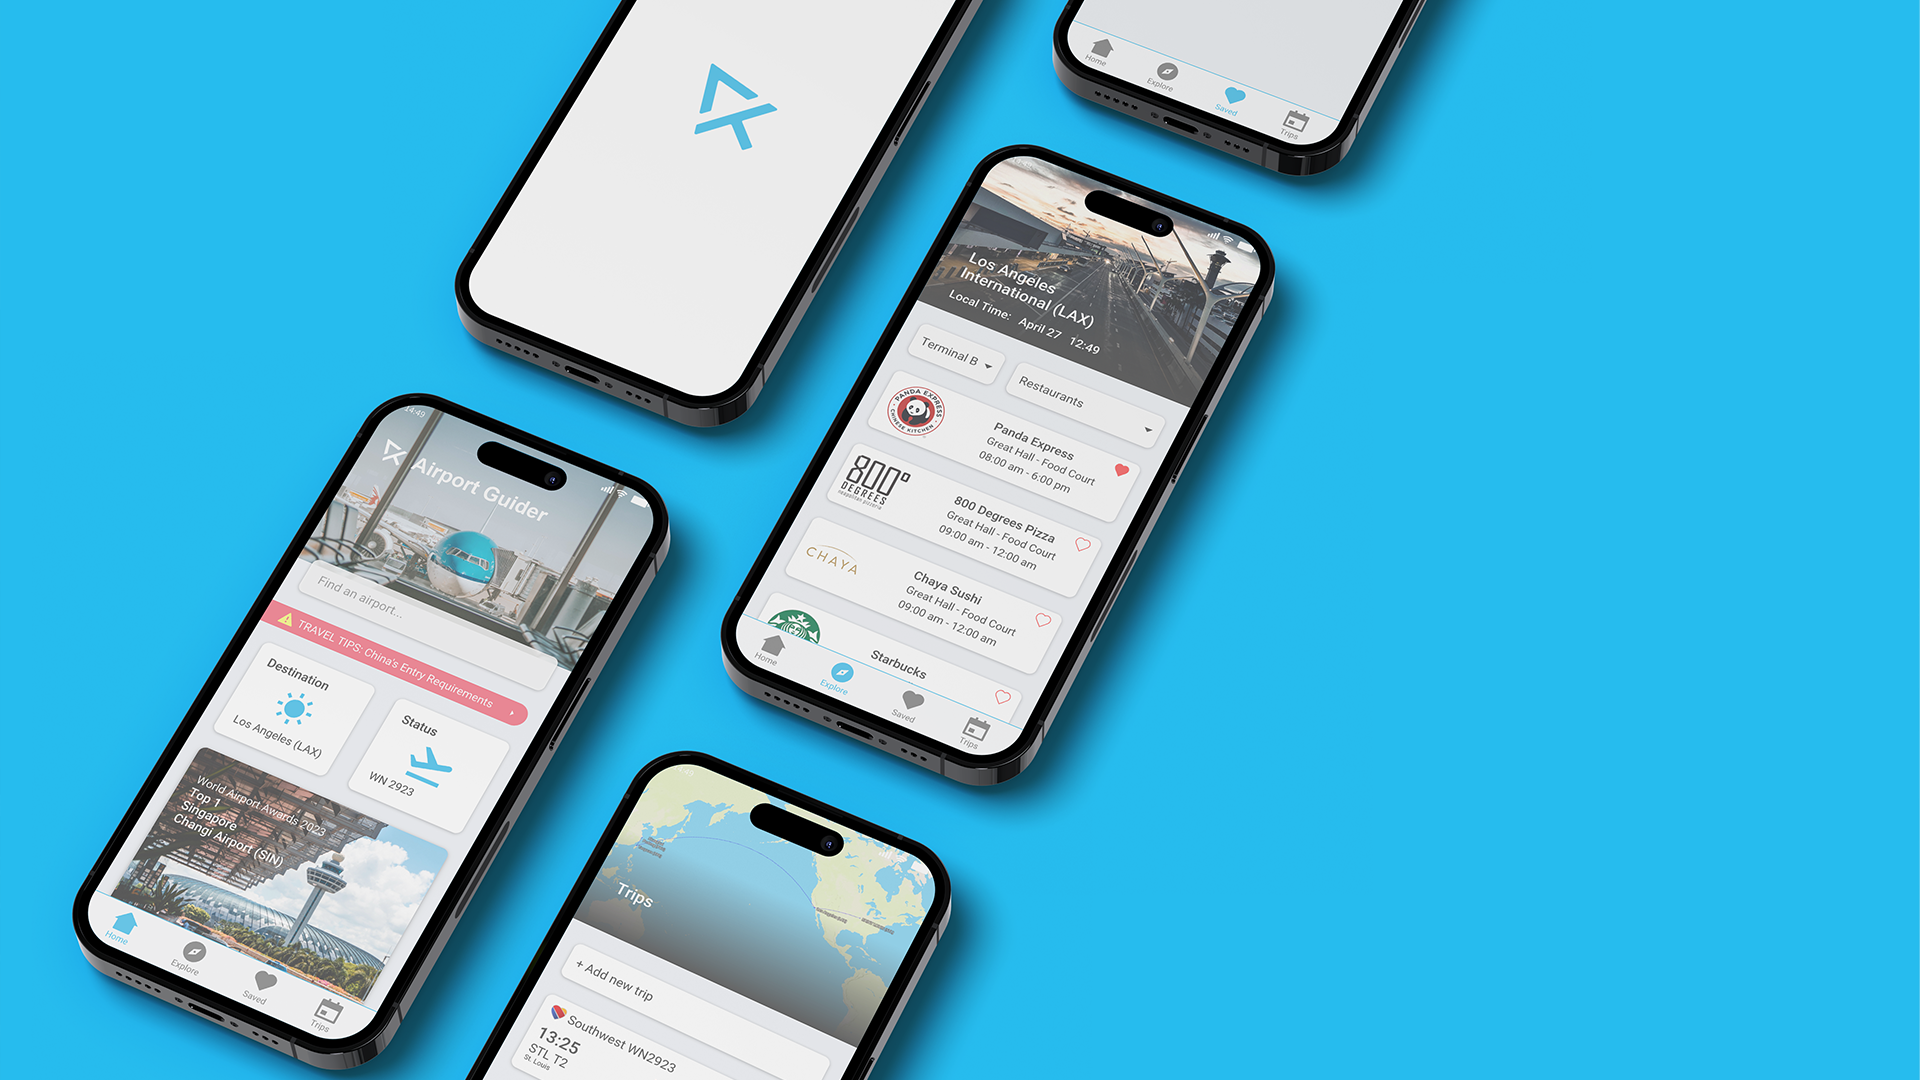 Home
Explore
Saved
Trips
Los Angeles
International (LAX)
Local Time: April 27 12:49
Terminal B
Restaurants
PANDA EXPRESS
CHINESE KITCHEN
Panda Express
Great Hall - Food Court
08:00 am - 6:00 pm
800°
DEGREES
neapolitan pizzeria
800 Degrees Pizza
Great Hall - Food Court
09:00 am - 12:00 am
CHAYA
Chaya Sushi
Great Hall - Food Court
09:00 am - 12:00 am
Starbucks
Home
Explore
Saved
Trips
14:49
Airport Guider
Find an airport...
TRAVEL TIPS: China's Entry Requirements
Destination
Los Angeles (LAX)
Status
WN 2923
World Airport Awards 2023
Top 1
Singapore
Changi Airport (SIN)
Home
Explore
Saved
Trips
Trips
+ Add new trip
Southwest WN2923
13:25
STL T2
St. Louis